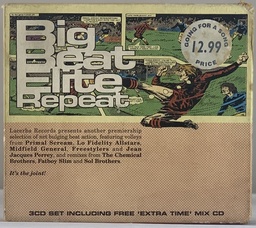 Big
Beat
Elite
Repeat
GOING FOR A SONG
12.99
PRICE
Lacerba Records presents another premiership
selection of net bulging beat action, featuring volleys
from Primal Scream, Lo Fidelity Allstars,
Midfield General, Freestylers and Jean
Jacques Perrey, and remixes from The Chemical
Brothers, Fatboy Slim and Sol Brothers.
It's the joint!
3CD SET INCLUDING FREE 'EXTRA TIME' MIX CD